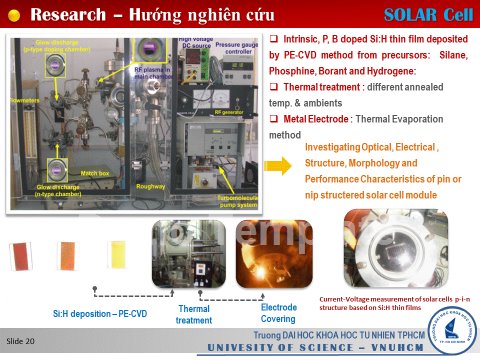 Research – Hướng nghiên cứu
SOLAR Cell
Glow discharge
(p-type doping chamber)
High voltage
DC source
Pressure gauge
controller
RF plasma in
main chamber
flowmeters
RF generator
Match box
Glow discharge
(n-type chamber)
Roughway
Turbomolecular
pump system
Intrinsic, P, B doped Si:H thin film deposited
by PE-CVD method from precursors: Silane,
Phosphine, Borant and Hydrogene:
Thermal treatment : different annealed
temp. & ambients
Metal Electrode : Thermal Evaporation
method
Investigating Optical, Electrical ,
Structure, Morphology and
Performance Characteristics of pin or
nip structered solar cell module
Si:H deposition – PE-CVD
Thermal
treatment
Electrode
Covering
Current-Voltage measurement of solar cells p-i-n
structure based on Si:H thin films
Slide 20
Truong DAI HOC KHOA HOC TU NHIEN TPHCM
UNIVESITY OF SCIENCE – VNUHCM